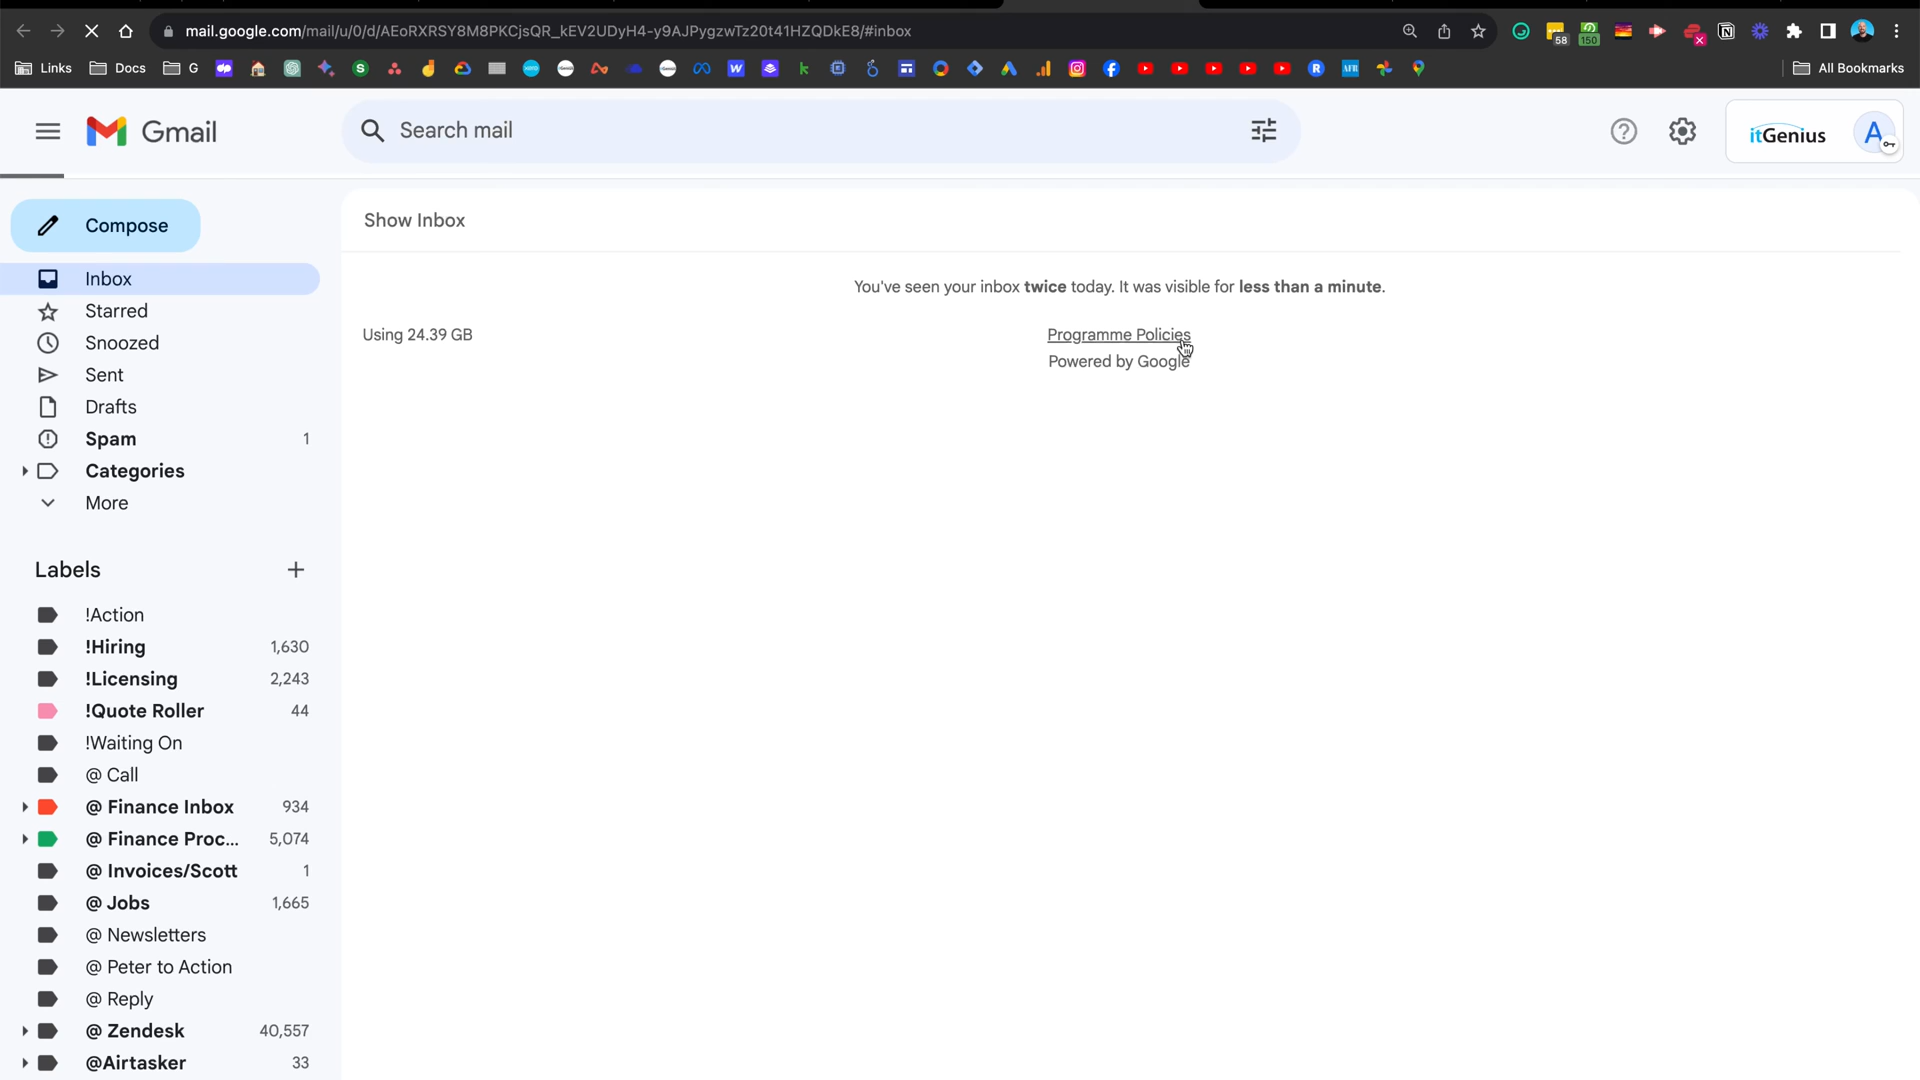 mail.google.com/mail/u/0/d/AEoRXRSY8M8PKCjsQR_kEV2UDyH4-y9AJPygzwTz20t41HZQDkE8/#inbox
58
150
Links
Docs
G
All Bookmarks
Gmail
Search mail
itGenius
A
Compose
Show Inbox
Inbox
You've seen your inbox twice today. It was visible for less than a minute.
Starred
Using 24.39 GB
Programme Policies
Snoozed
Powered by Google
Sent
Drafts
Spam 1
Categories
More
Labels
!Action
!Hiring 1,630
!Licensing 2,243
!Quote Roller 44
!Waiting On
@ Call
@ Finance Inbox 934
@ Finance Proc... 5,074
@ Invoices/Scott 1
@ Jobs 1,665
@ Newsletters
@ Peter to Action
@ Reply
@ Zendesk 40,557
@Airtasker 33